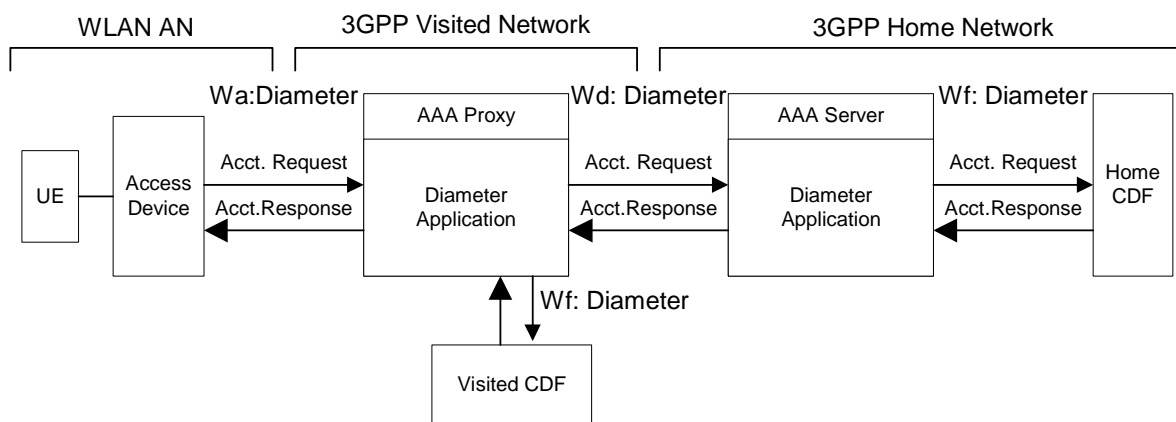 WLAN AN
3GPP Visited Network
3GPP Home Network
Wa:Diameter
Wd: Diameter
Wf: Diameter
AAA Proxy
AAA Server
UE
Access
Device
Acct. Request
Acct.Response
Diameter
Application
Acct. Request
Acct.Response
Diameter
Application
Acct. Request
Acct.Response
Home
CDF
Wf: Diameter
Visited CDF